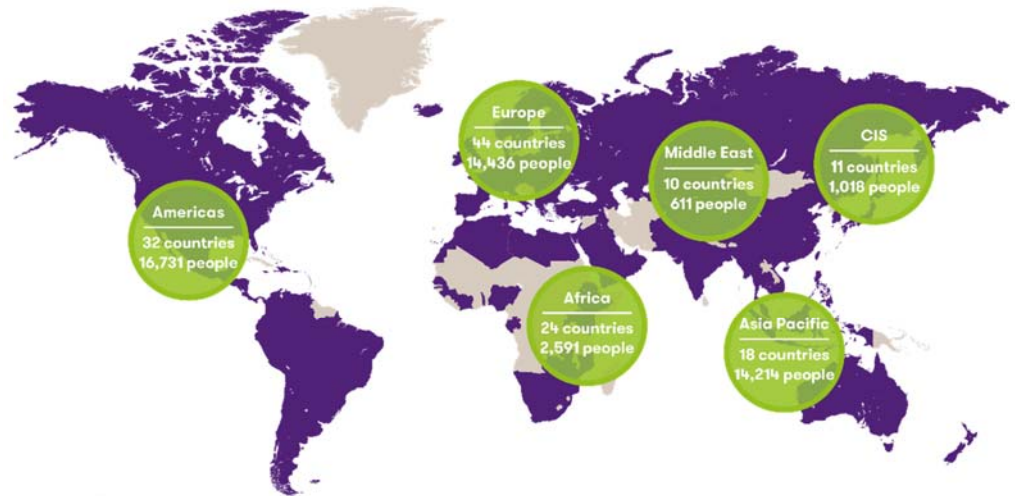 Europe
44 countries
14,436 people
Middle East
10 countries
611 people
CIS
11 countries
1,018 people
Americas
32 countries
16,731 people
Africa
24 countries
2,591 people
Asia Pacific
18 countries
14,214 people